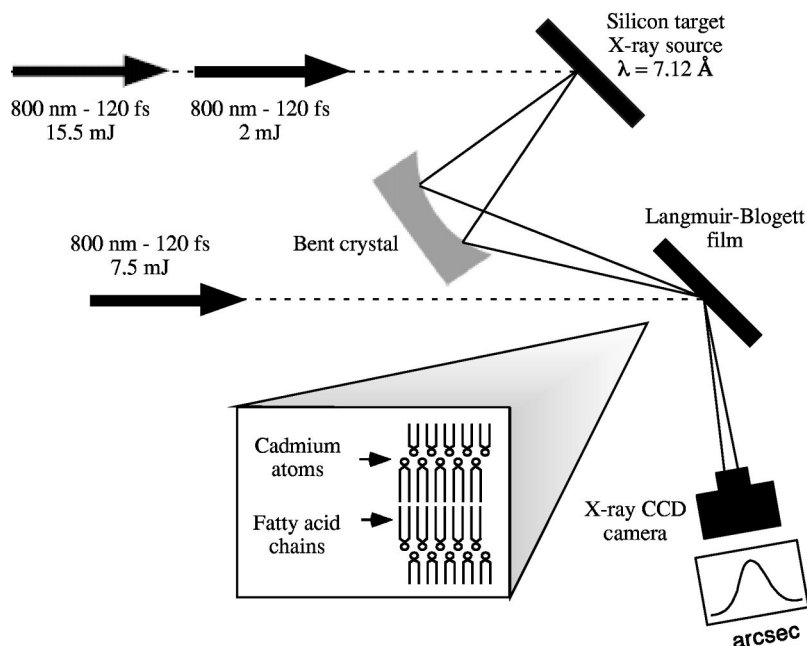 Silicon target
X-ray source
λ = 7.12 Å
800 nm - 120 fs
15.5 mJ
800 nm - 120 fs
2 mJ
Bent crystal
Langmuir-Blogett
film
800 nm - 120 fs
7.5 mJ
Cadmium
atoms
Fatty acid
chains
X-ray CCD
camera
arcsec